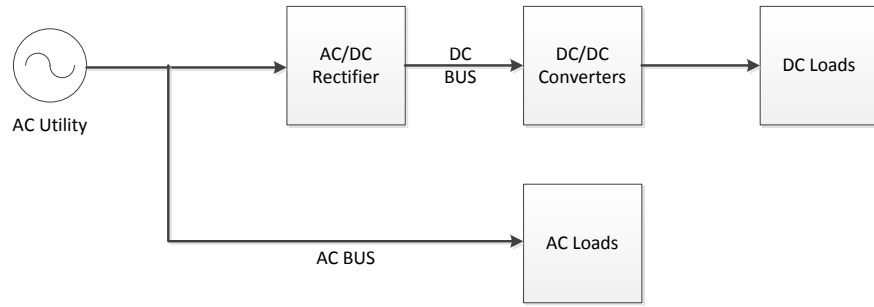 AC Utility
AC/DC
Rectifier
DC
BUS
DC/DC
Converters
DC Loads
AC BUS
AC Loads